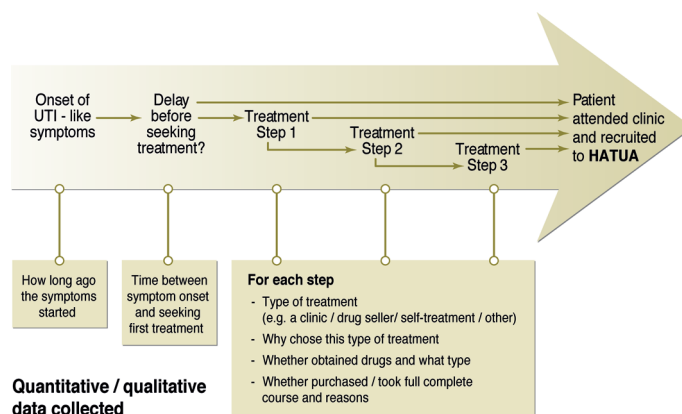 Onset of
UTI - like
symptoms
Delay
before
seeking
treatment?
Treatment
Step 1
Treatment
Step 2
Treatment
Step 3
Patient
attended clinic
and recruited
to HATUA
How long ago
the symptoms
started
Time between
symptom onset
and seeking
first treatment
For each step
- Type of treatment
(e.g. a clinic / drug seller/ self-treatment / other)
- Why chose this type of treatment
- Whether obtained drugs and what type
- Whether purchased / took full complete
course and reasons
Quantitative / qualitative
data collected